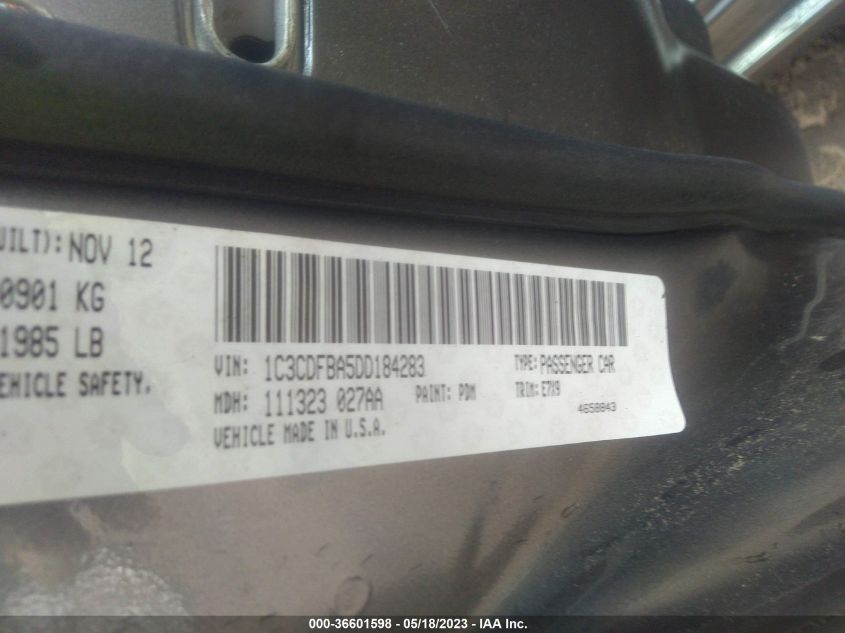 UILT): NOV 12
0901 KG
1985 LB
EHICLE SAFETY.
VIN: 1C3CDFBA5DD184283
TYPE: PASSENGER CAR
MDH: 111323 027AA
PAINT: PDM
TRIM: E7X9
VEHICLE MADE IN U.S.A.
4658843
000-36601598 - 05/18/2023 - IAA Inc.